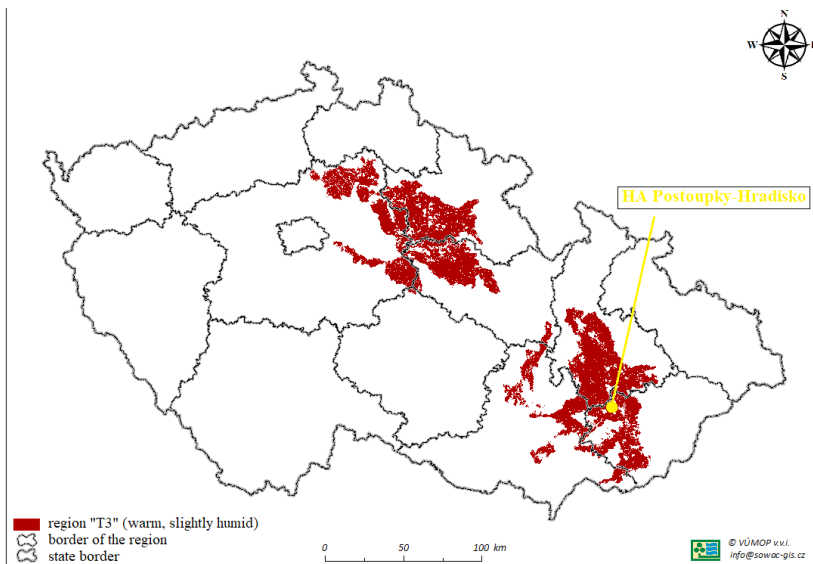 N
W
E
S
HA Postoupky-Hradisko
region "T3" (warm, slightly humid)
border of the region
state border
0 50 100 km
© VÚMOP v.v.i.
info@sowac-gis.cz